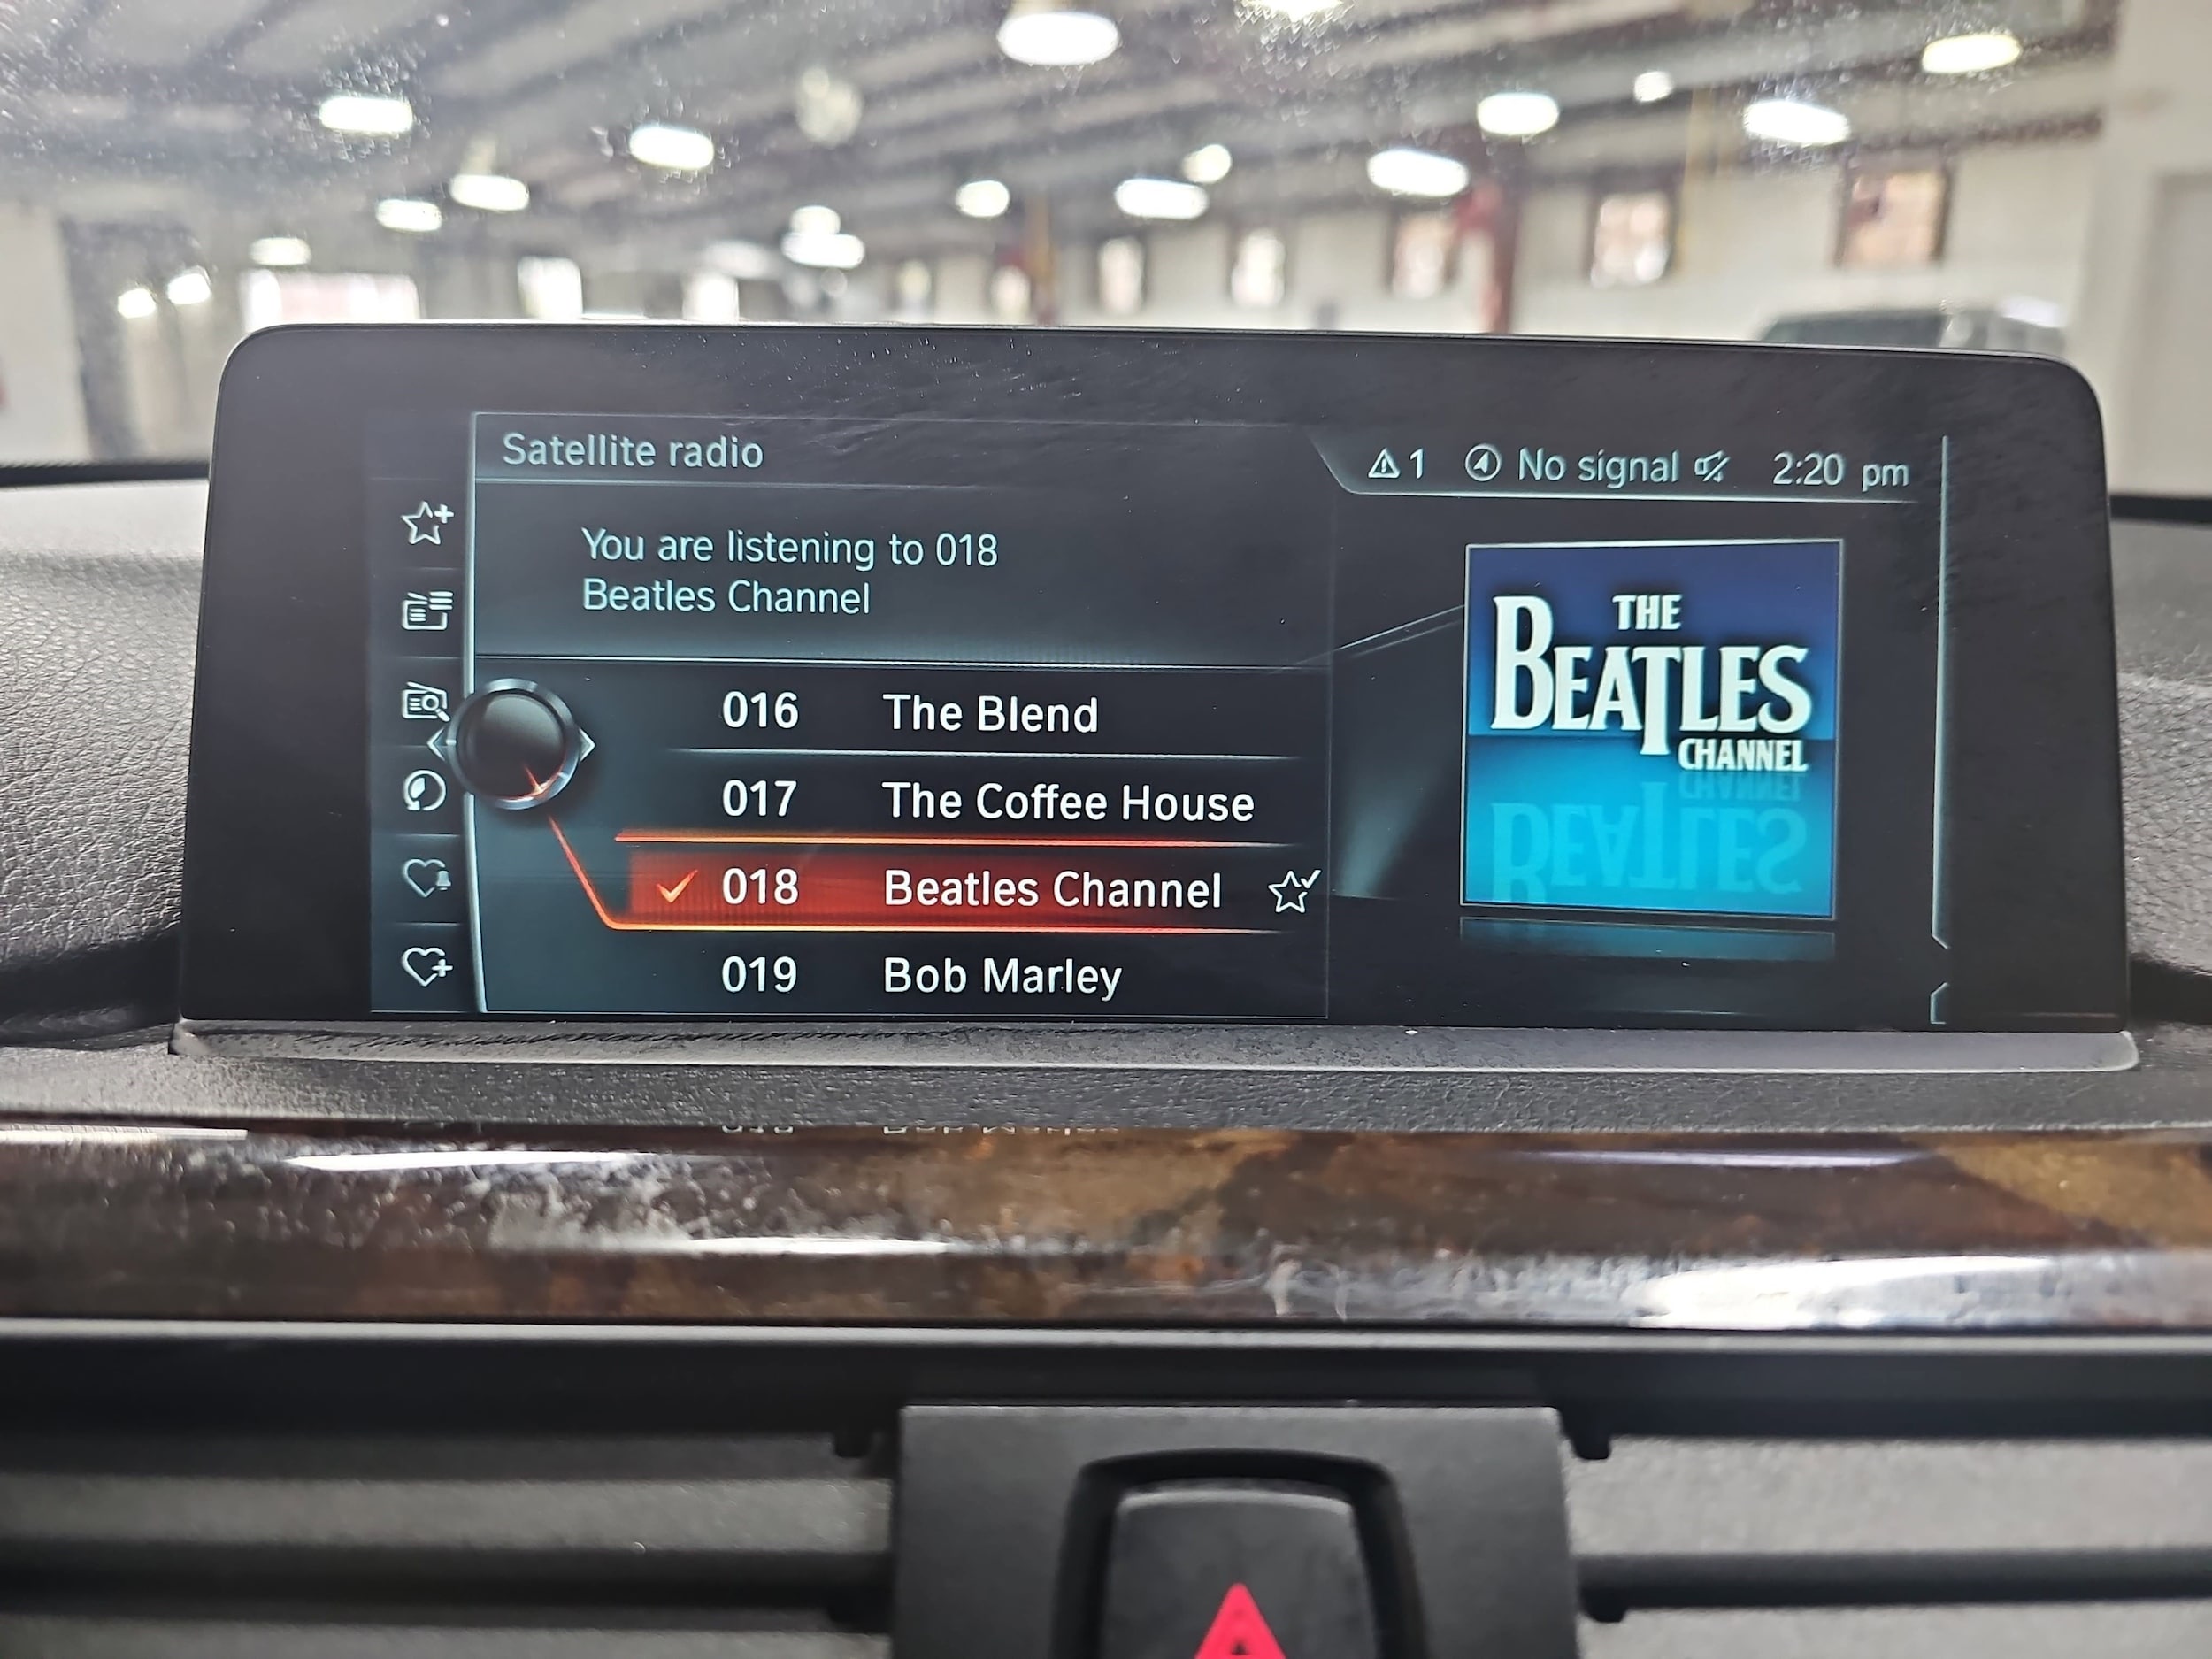 Satellite radio
1 No signal 2:20 pm
You are listening to 018
Beatles Channel
016 The Blend
017 The Coffee House
018 Beatles Channel
019 Bob Marley
THE
BEATLES
CHANNEL